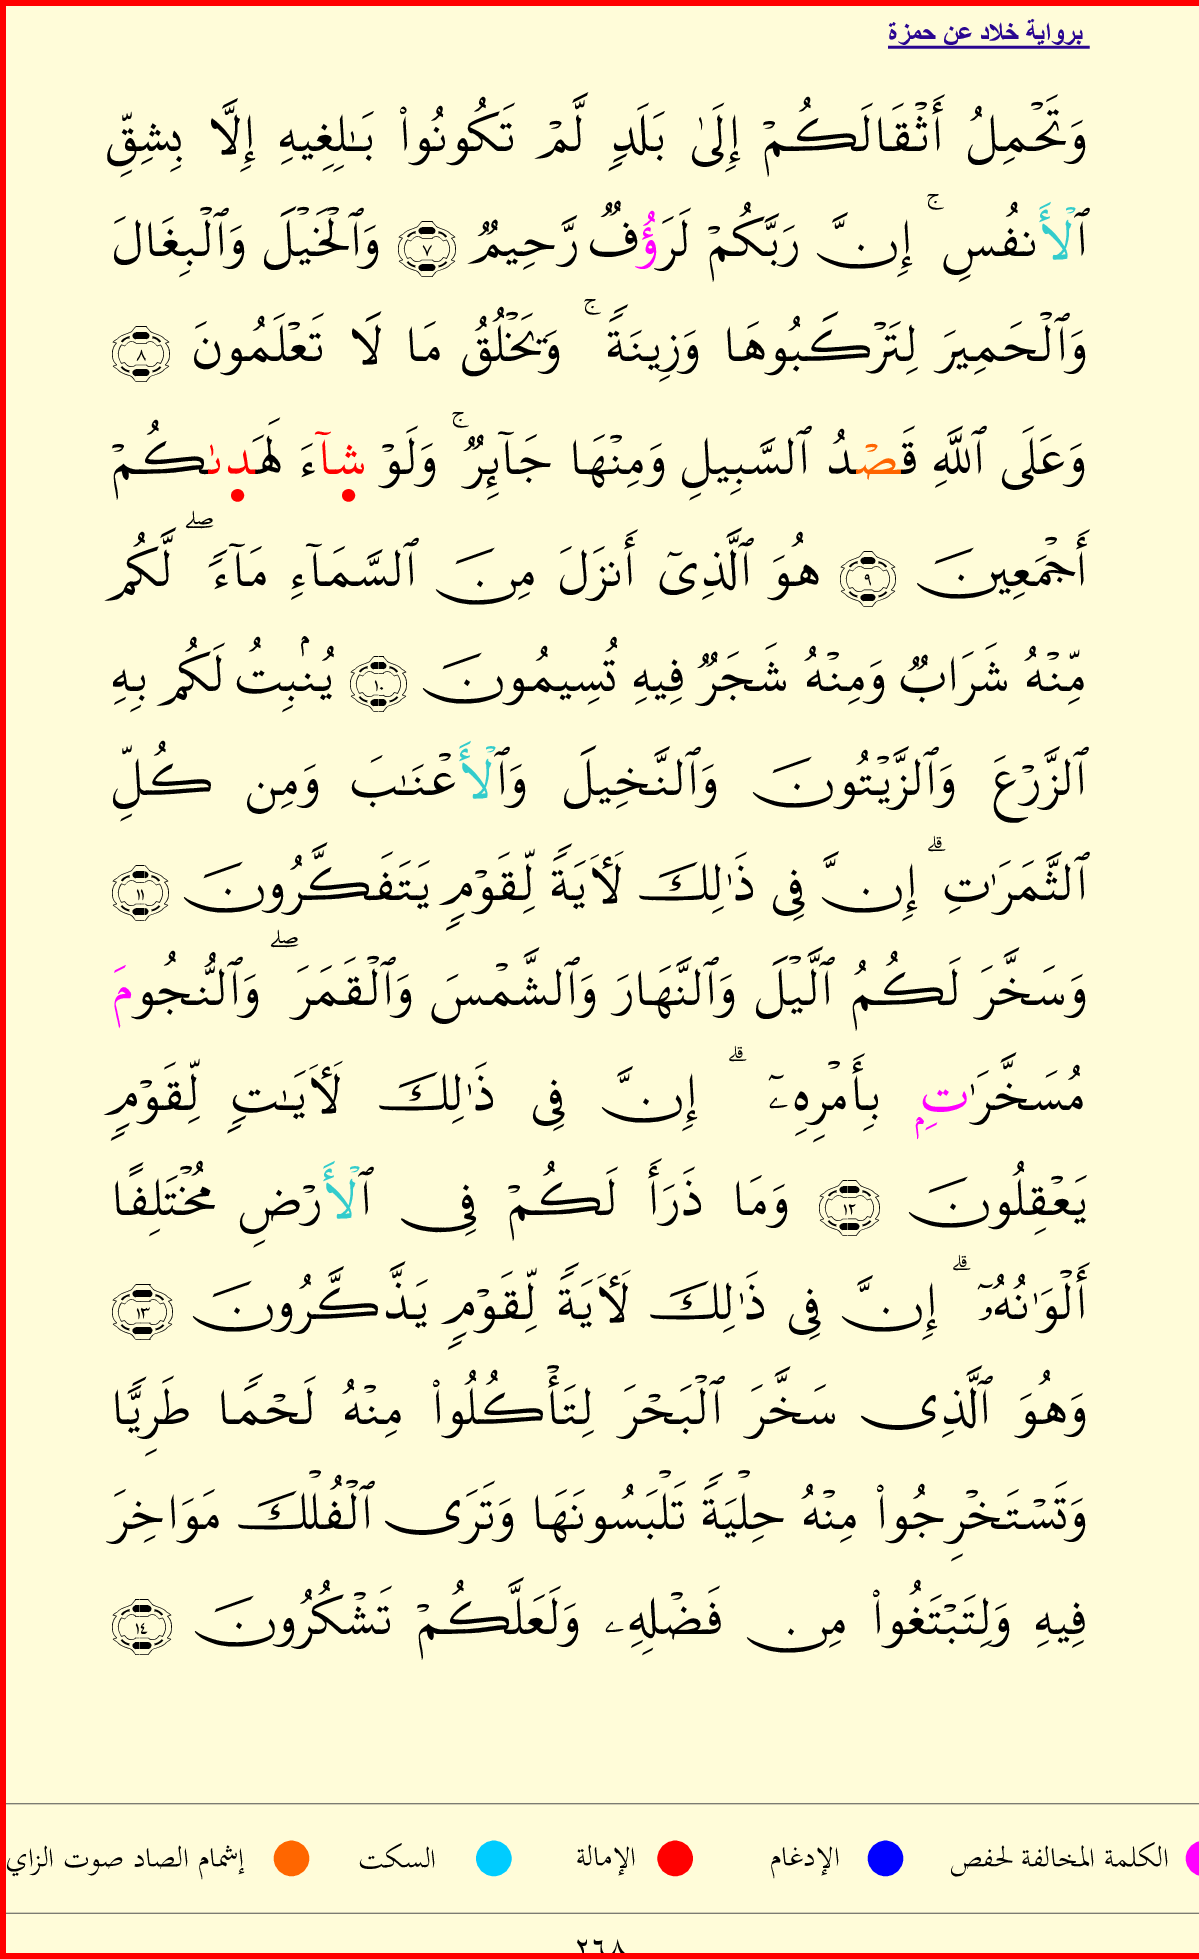 برواية خلاد عن حمزة
وَتَحْمِلُ أَثْقَالَكُمْ إِلَىٰ بَلَدٍ لَّمْ تَكُونُوا۟ بَـٰلِغِيهِ إِلَّا بِشِقِّ
ٱلْأَنفُسِ ۚ إِنَّ رَبَّكُمْ لَرَؤُفٌ رَّحِيمٌ ٧ وَٱلْخَيْلَ وَٱلْبِغَالَ
وَٱلْحَمِيرَ لِتَرْكَبُوهَا وَزِينَةً ۚ وَيَخْلُقُ مَا لَا تَعْلَمُونَ ٨
وَعَلَى ٱللَّهِ قَصْدُ ٱلسَّبِيلِ وَمِنْهَا جَآئِرٌ ۚ وَلَوْ شِآءَ لَهَدِىٰكُمْ
أَجْمَعِينَ ٩ هُوَ ٱلَّذِىٓ أَنزَلَ مِنَ ٱلسَّمَآءِ مَآءً ۖ لَّكُم
مِّنْهُ شَرَابٌ وَمِنْهُ شَجَرٌ فِيهِ تُسِيمُونَ ١٠ يُنۢبِتُ لَكُم بِهِ
ٱلزَّرْعَ وَٱلزَّيْتُونَ وَٱلنَّخِيلَ وَٱلْأَعْنَـٰبَ وَمِن كُلِّ
ٱلثَّمَرَٰتِ ۗ إِنَّ فِى ذَٰلِكَ لَـَٔايَةً لِّقَوْمٍ يَتَفَكَّرُونَ ١١
وَسَخَّرَ لَكُمُ ٱلَّيْلَ وَٱلنَّهَارَ وَٱلشَّمْسَ وَٱلْقَمَرَ ۖ وَٱلنُّجُومَ
مُسَخَّرَٰتِۭ بِأَمْرِهِۦٓ ۗ إِنَّ فِى ذَٰلِكَ لَـَٔايَـٰتٍ لِّقَوْمٍ
يَعْقِلُونَ ١٢ وَمَا ذَرَأَ لَكُمْ فِى ٱلْأَرْضِ مُخْتَلِفًا
أَلْوَٰنُهُۥٓ ۗ إِنَّ فِى ذَٰلِكَ لَـَٔايَةً لِّقَوْمٍ يَذَّكَّرُونَ ١٣
وَهُوَ ٱلَّذِى سَخَّرَ ٱلْبَحْرَ لِتَأْكُلُوا۟ مِنْهُ لَحْمًا طَرِيًّا
وَتَسْتَخْرِجُوا۟ مِنْهُ حِلْيَةً تَلْبَسُونَهَا وَتَرَى ٱلْفُلْكَ مَوَاخِرَ
فِيهِ وَلِتَبْتَغُوا۟ مِن فَضْلِهِۦ وَلَعَلَّكُمْ تَشْكُرُونَ ١٤
الكلمة المخالفة لحفص الإدغام الإمالة السكت إشمام الصاد صوت الزاي
٢٦٨